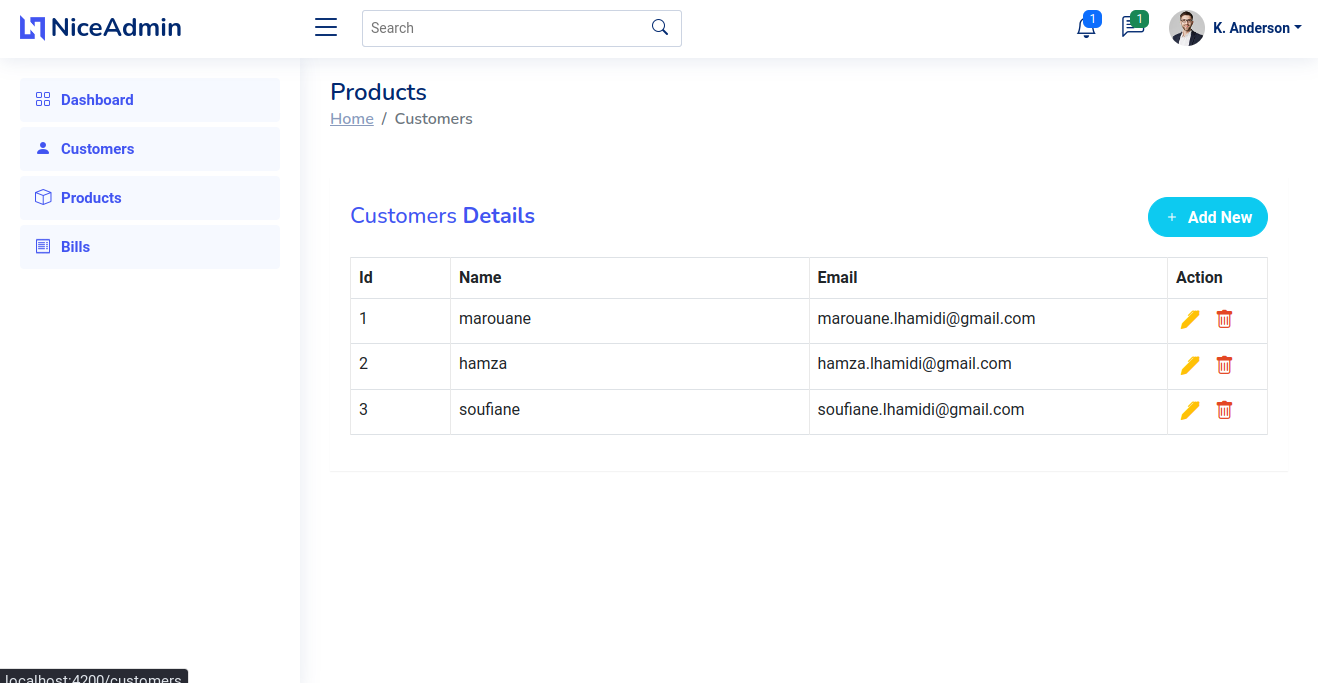 NiceAdmin
Search
1
1
K. Anderson
Dashboard
Customers
Products
Bills
Products
Home / Customers
Customers Details
+ Add New
Id Name Email Action
1 marouane marouane.lhamidi@gmail.com
2 hamza hamza.lhamidi@gmail.com
3 soufiane soufiane.lhamidi@gmail.com
localhost:4200/customers